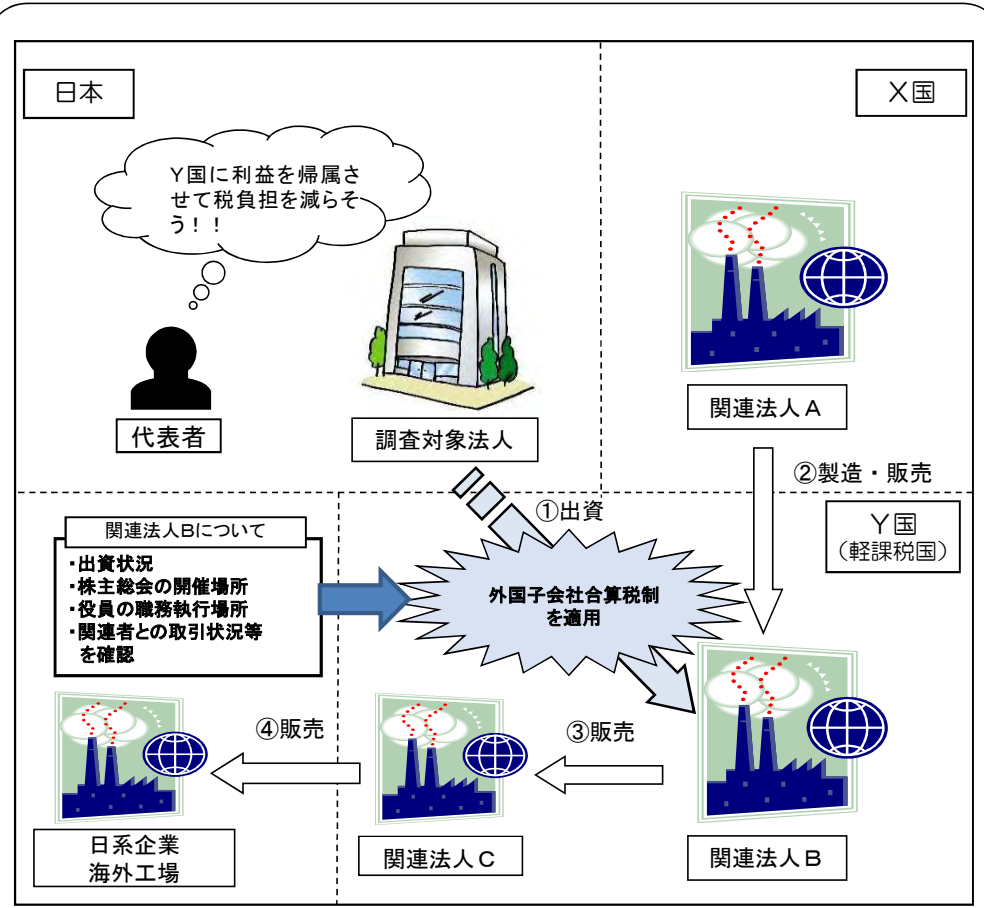 日本
X国
Y国に利益を帰属さ
せて税負担を減らそ
う！！
代表者
調査対象法人
関連法人A
②製造・販売
①出資
Y国
（軽課税国）
関連法人Bについて
・出資状況
・株主総会の開催場所
・役員の職務執行場所
・関連者との取引状況等
を確認
外国子会社合算税制
を適用
④販売
③販売
日系企業
海外工場
関連法人C
関連法人B